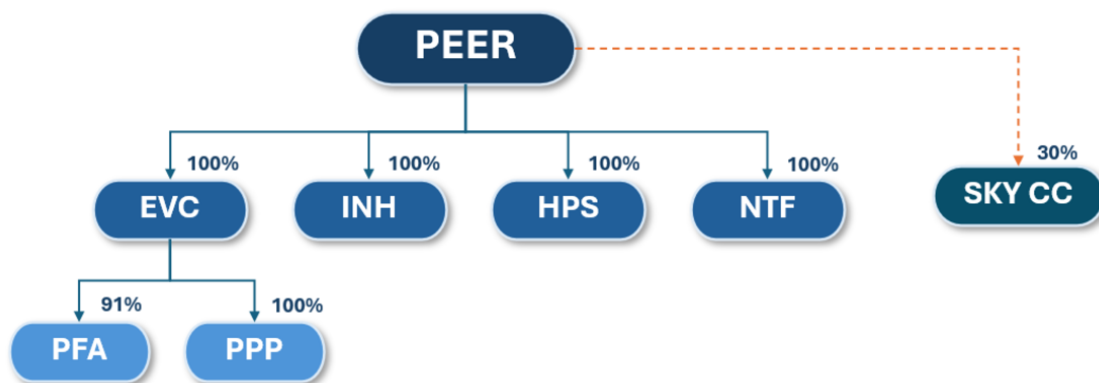 PEER
100%
100%
100%
100%
30%
EVC
INH
HPS
NTF
SKY CC
91%
100%
PFA
PPP